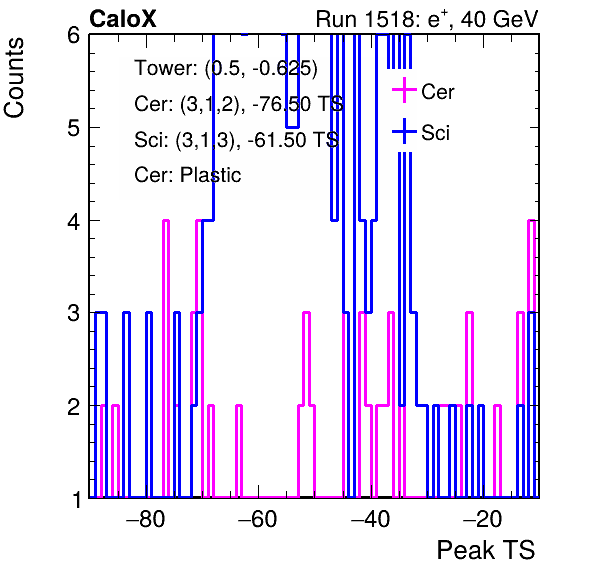 CaloX Run 1518: e⁺, 40 GeV
Counts
6
5
4
3
2
1
Tower: (0.5, -0.625)
Cer: (3,1,2), -76.50 TS
Sci: (3,1,3), -61.50 TS
Cer: Plastic
Cer
Sci
−80 −60 −40 −20
Peak TS